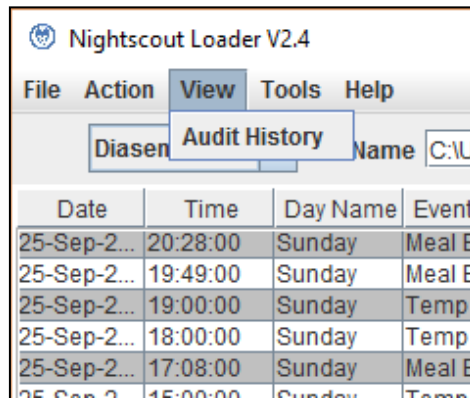 Nightscout Loader V2.4
File Action View Tools Help
Audit History
Name C:\U
Date Time Day Name Event
25-Sep-2... 20:28:00 Sunday Meal
25-Sep-2... 19:49:00 Sunday Meal
25-Sep-2... 19:00:00 Sunday Temp
25-Sep-2... 18:00:00 Sunday Temp
25-Sep-2... 17:08:00 Sunday Meal